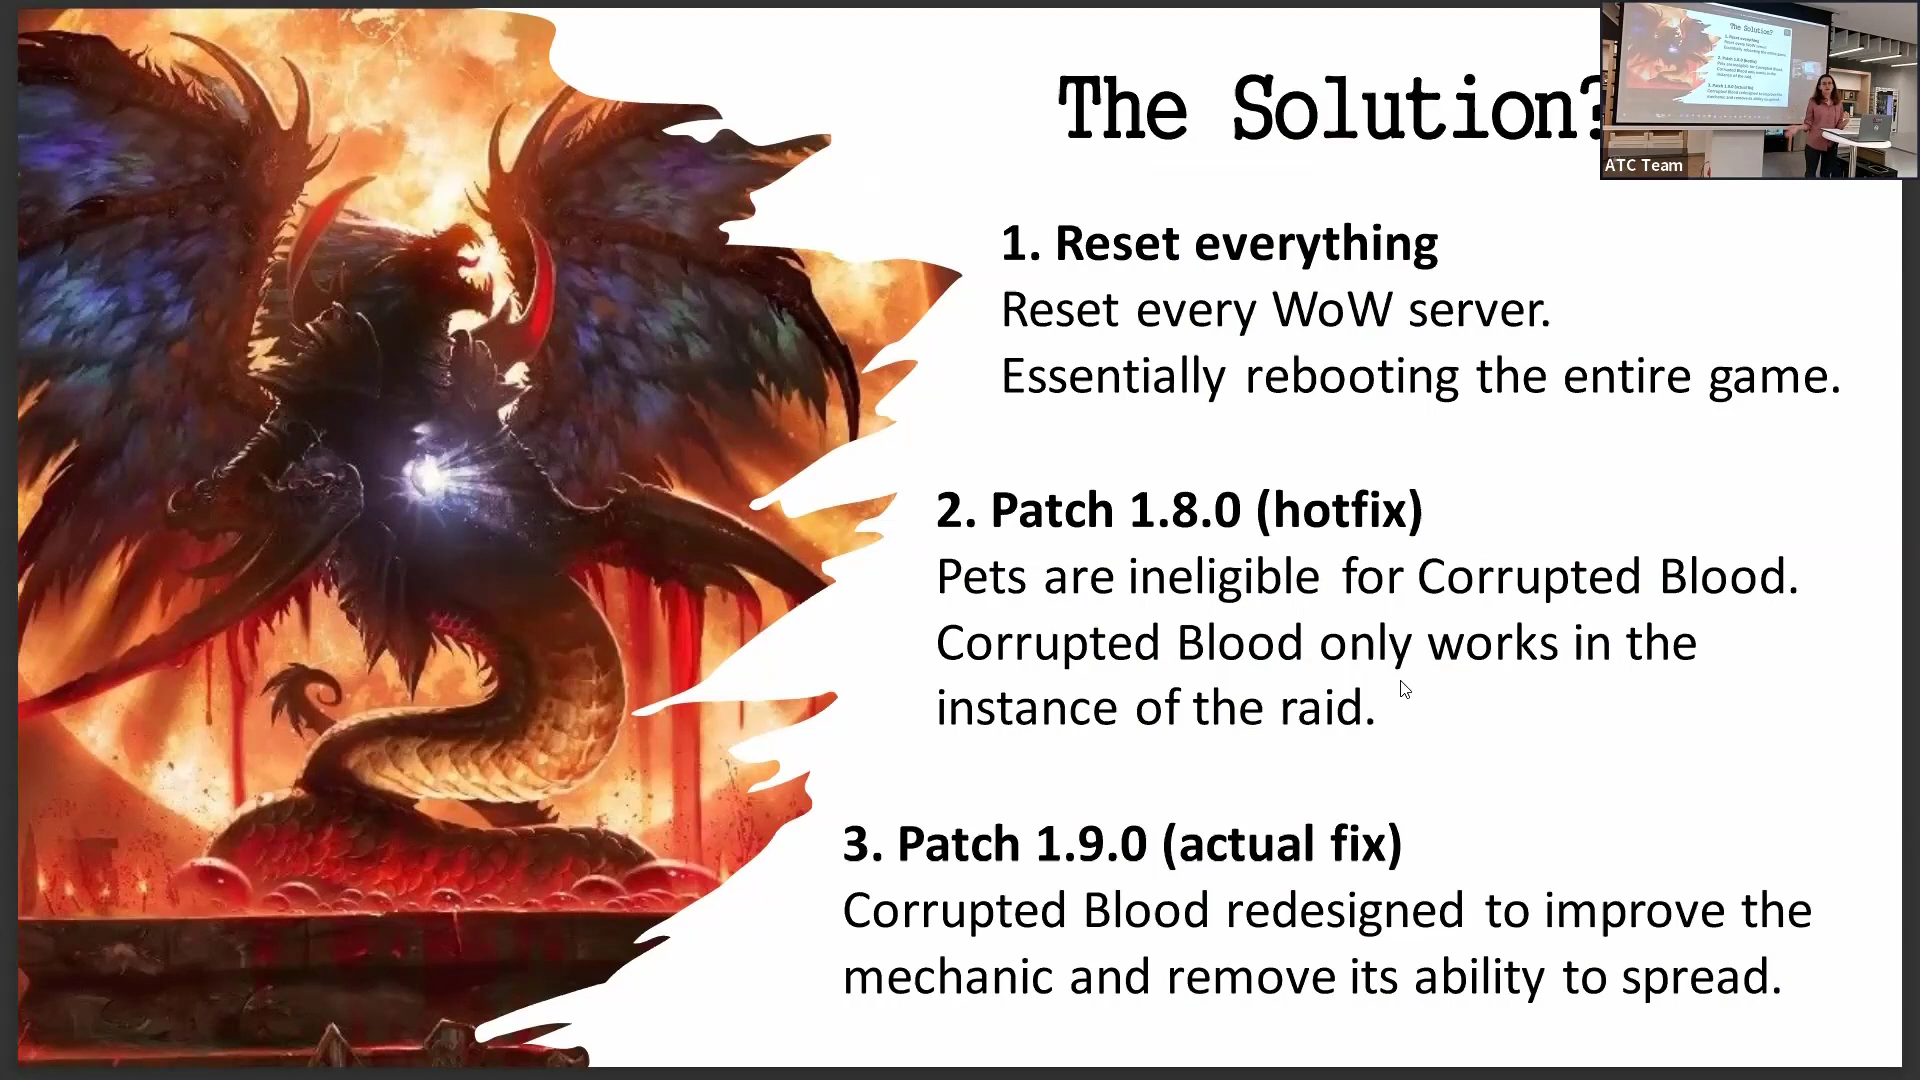 The Solution?
ATC Team
1. Reset everything
Reset every WoW server.
Essentially rebooting the entire game.
2. Patch 1.8.0 (hotfix)
Pets are ineligible for Corrupted Blood.
Corrupted Blood only works in the
instance of the raid.
3. Patch 1.9.0 (actual fix)
Corrupted Blood redesigned to improve the
mechanic and remove its ability to spread.